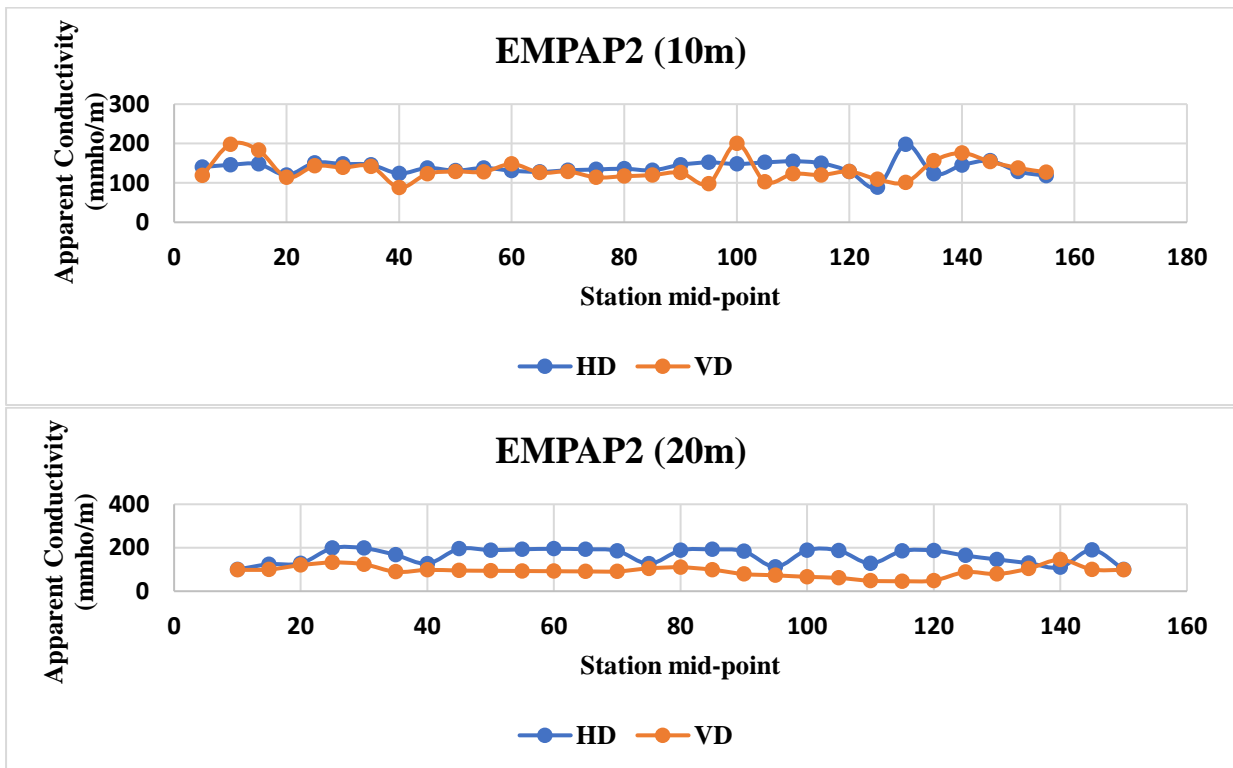 EMPAP2 (10m)
Apparent Conductivity
(mmho/m)
300
200
100
0
0 20 40 60 80 100 120 140 160 180
Station mid-point
HD VD
EMPAP2 (20m)
Apparent Conductivity
(mmho/m)
400
200
0
0 20 40 60 80 100 120 140 160
Station mid-point
HD VD